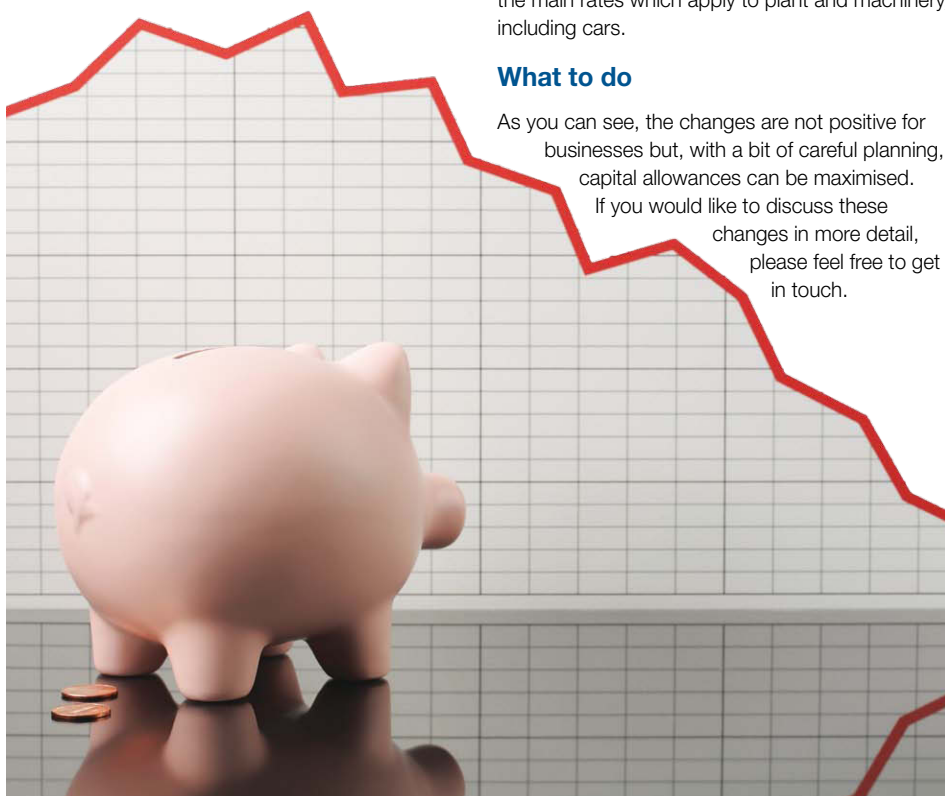 the main rates which apply to plant and machinery
including cars.
What to do
As you can see, the changes are not positive for
businesses but, with a bit of careful planning,
capital allowances can be maximised.
If you would like to discuss these
changes in more detail,
please feel free to get
in touch.